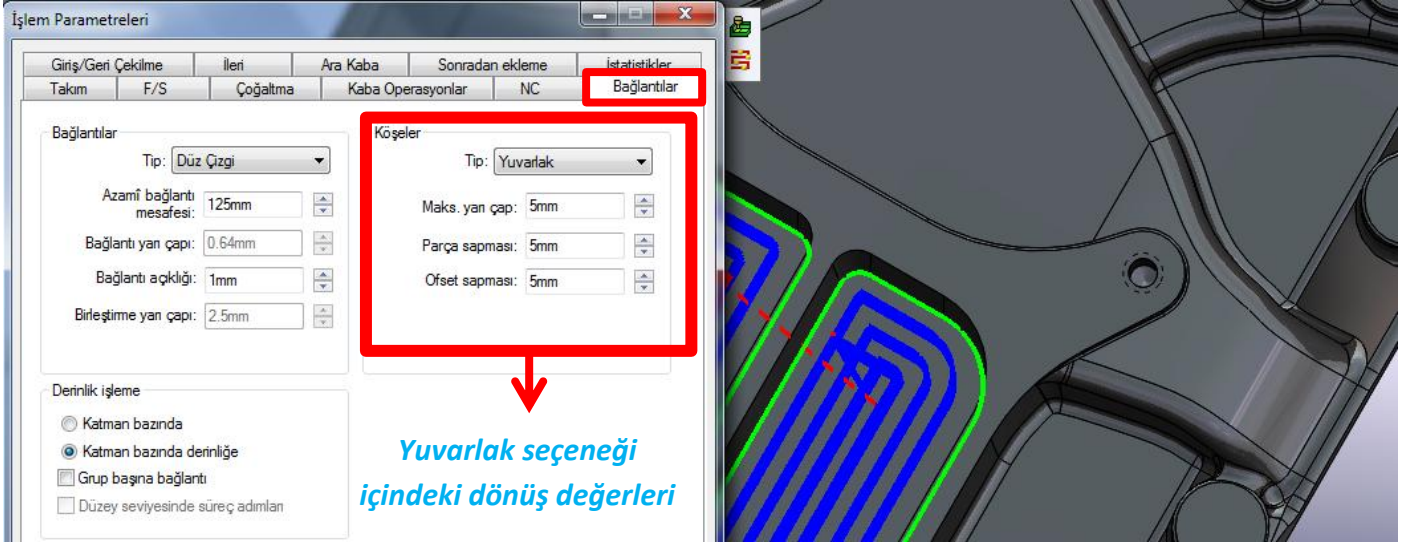 İşlem Parametreleri
Giriş/Geri Çekilme İleri Ara Kaba Sonradan ekleme İstatistikler
Takım F/S Çoğaltma Kaba Operasyonlar NC Bağlantılar
Bağlantılar
Tip: Düz Çizgi
Azamî bağlantı
mesafesi: 125mm
Bağlantı yarı çapı: 0.64mm
Bağlantı açıklığı: 1mm
Birleştirme yarı çapı: 2.5mm
Köşeler
Tip: Yuvarlak
Maks. yarı çap: 5mm
Parça sapması: 5mm
Ofset sapması: 5mm
Derinlik işleme
Katman bazında
Katman bazında derinliğe
Grup başına bağlantı
Düzey seviyesinde süreç adımları
Yuvarlak seçeneği
içindeki dönüş değerleri